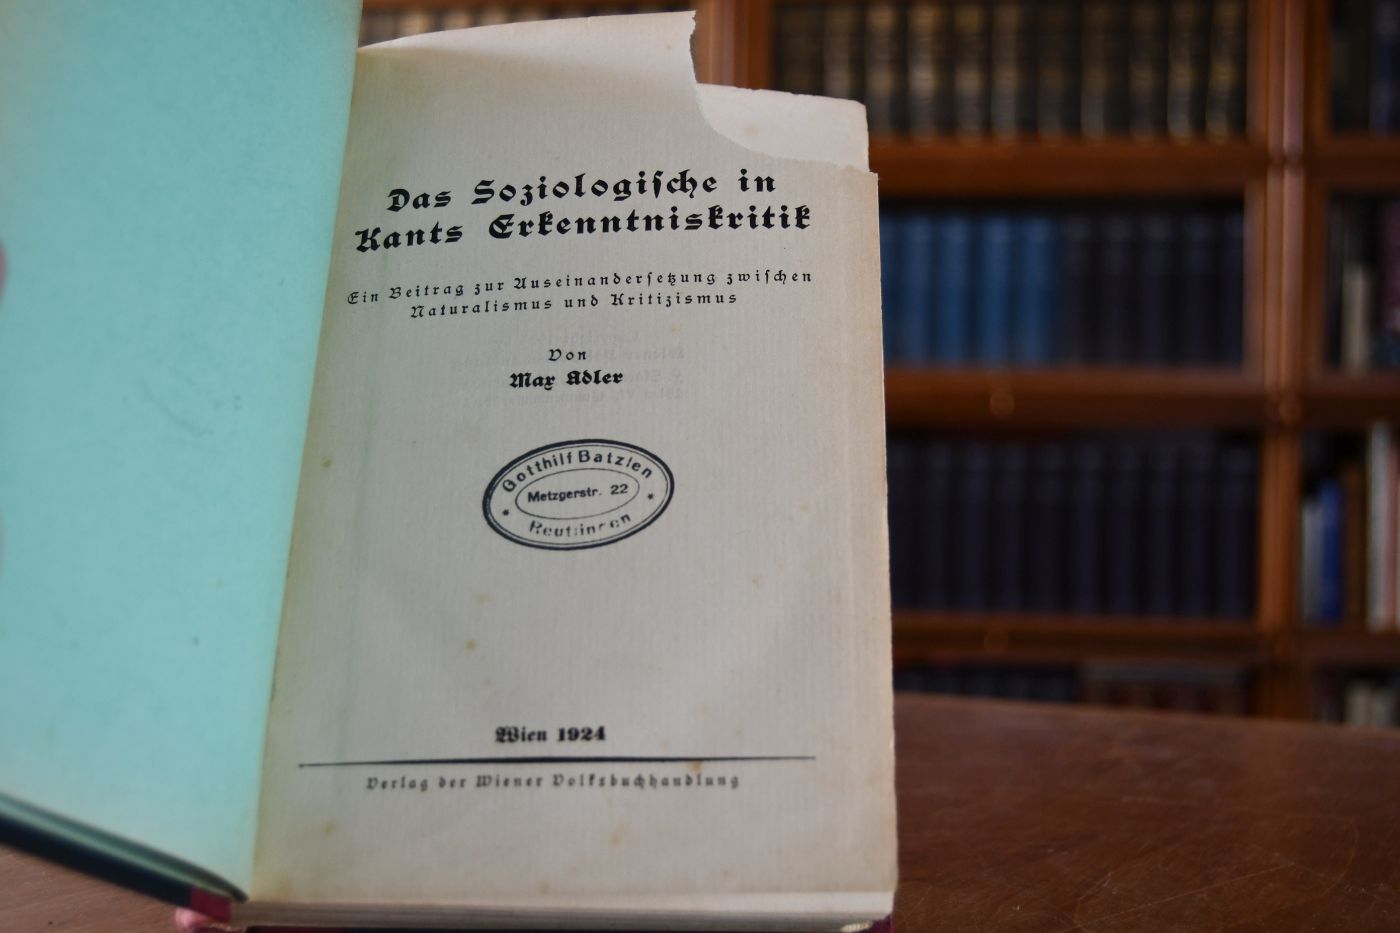 Das Soziologiſche in
Kants Erkenntniskritik
Ein Beitrag zur Auseinanderſetzung zwiſchen
Naturalismus und Kritizismus
Von
Max Adler
Gotthilf Batzlen
Metzgerstr. 22
Reutlingen
Wien 1924
Verlag der Wiener Volksbuchhandlung